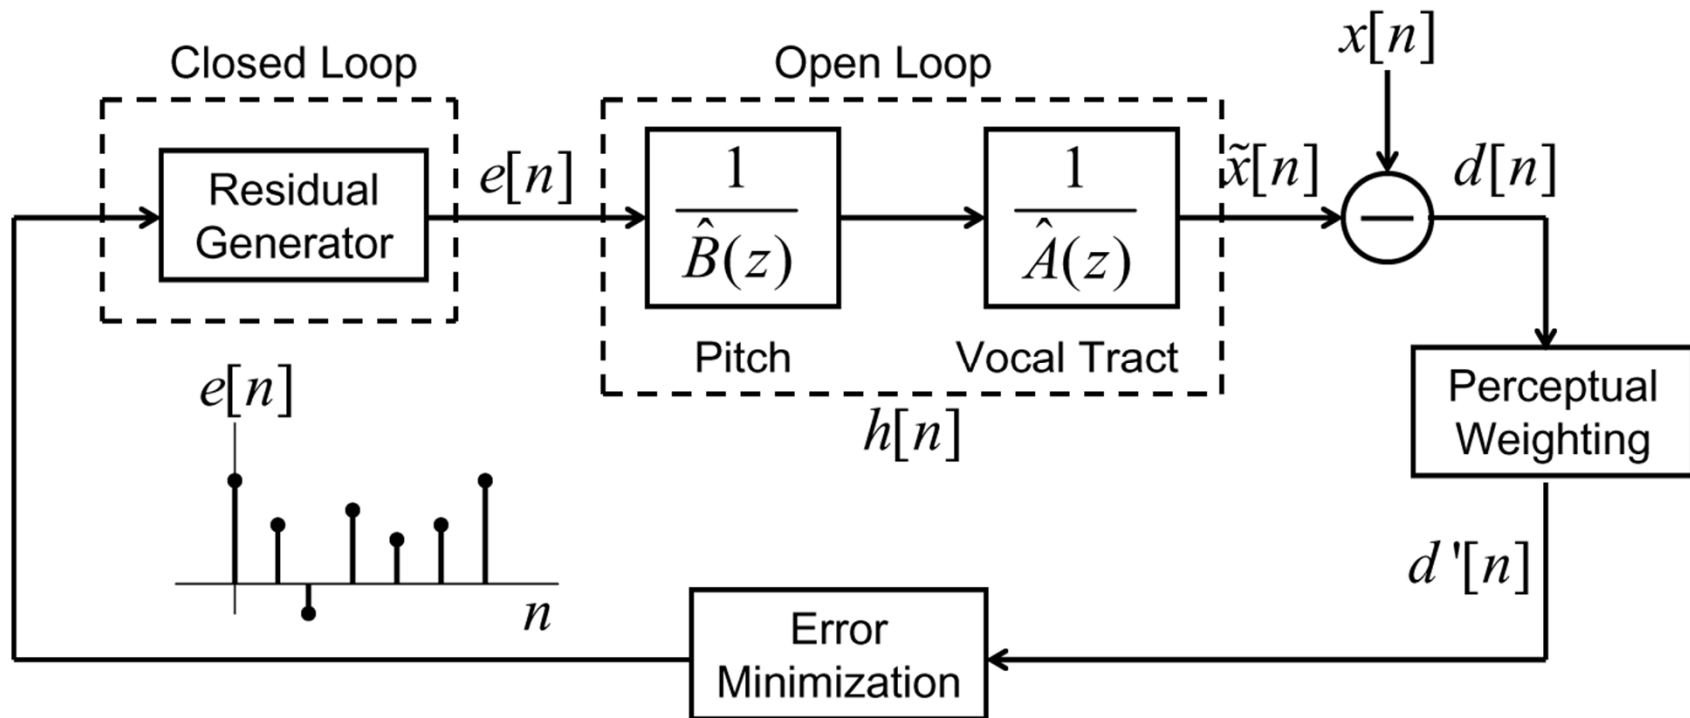 x[n]
Closed Loop
Open Loop
Residual
Generator
e[n]
1
B̂(z)
1
Â(z)
x̃[n]
d[n]
Pitch
Vocal Tract
h[n]
Perceptual
Weighting
e[n]
n
d'[n]
Error
Minimization